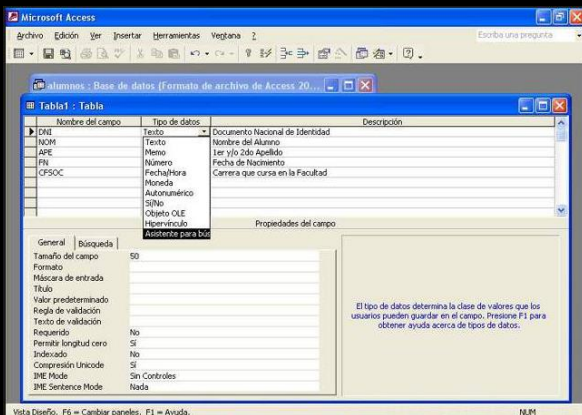 Microsoft Access
Archivo Edición Ver Insertar Herramientas Ventana ?
Escriba una pregunta
alumnos : Base de datos (Formato de archivo de Access 20...
Tabla1 : Tabla
Nombre del campo Tipo de datos Descripción
DNI Texto Documento Nacional de Identidad
NOM Texto Nombre del Alumno
APE Memo 1er y/o 2do Apellido
FN Número Fecha de Nacimiento
CFSOC Fecha/Hora Carrera que cursa en la Facultad
Moneda
Autonumérico
Sí/No
Objeto OLE
Hipervínculo
Asistente para bús
Propiedades del campo
General Búsqueda
Tamaño del campo 50
Formato
Máscara de entrada
Título
Valor predeterminado
Regla de validación
Texto de validación
Requerido No
Permitir longitud cero Sí
Indexado No
Compresión Unicode Sí
IME Mode Sin Controles
IME Sentence Mode Nada
El tipo de datos determina la clase de valores que los
usuarios pueden guardar en el campo. Presione F1 para
obtener ayuda acerca de tipos de datos.
Vista Diseño. F6 = Cambiar paneles. F1 = Ayuda. NUM